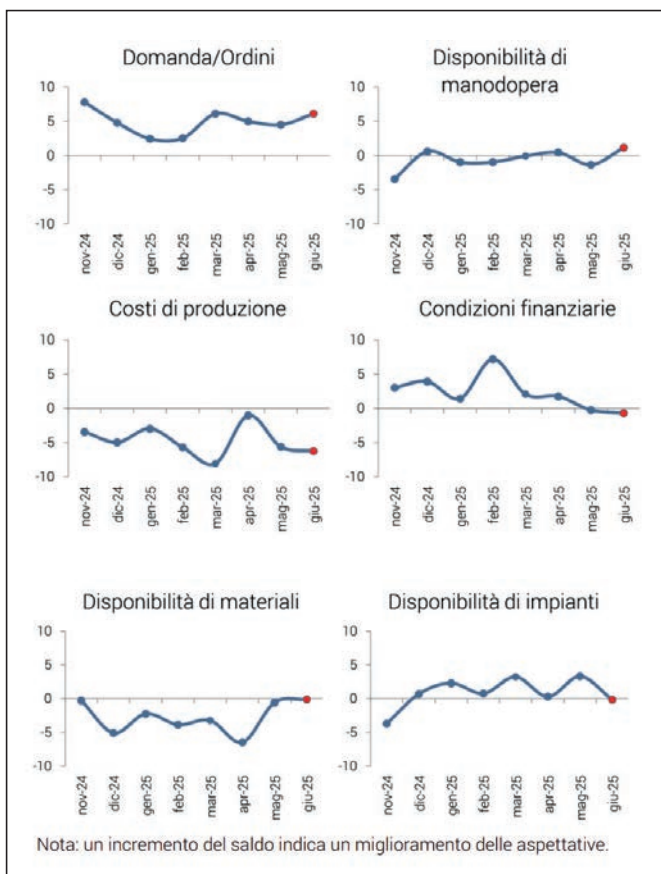 Domanda/Ordini
10
5
0
-5
-10
nov-24
dic-24
gen-25
feb-25
mar-25
apr-25
mag-25
giu-25
Disponibilità di
manodopera
10
5
0
-5
-10
nov-24
dic-24
gen-25
feb-25
mar-25
apr-25
mag-25
giu-25
Costi di produzione
10
5
0
-5
-10
nov-24
dic-24
gen-25
feb-25
mar-25
apr-25
mag-25
giu-25
Condizioni finanziarie
10
5
0
-5
-10
nov-24
dic-24
gen-25
feb-25
mar-25
apr-25
mag-25
giu-25
Disponibilità di materiali
10
5
0
-5
-10
nov-24
dic-24
gen-25
feb-25
mar-25
apr-25
mag-25
giu-25
Disponibilità di impianti
10
5
0
-5
-10
nov-24
dic-24
gen-25
feb-25
mar-25
apr-25
mag-25
giu-25
Nota: un incremento del saldo indica un miglioramento delle aspettative.